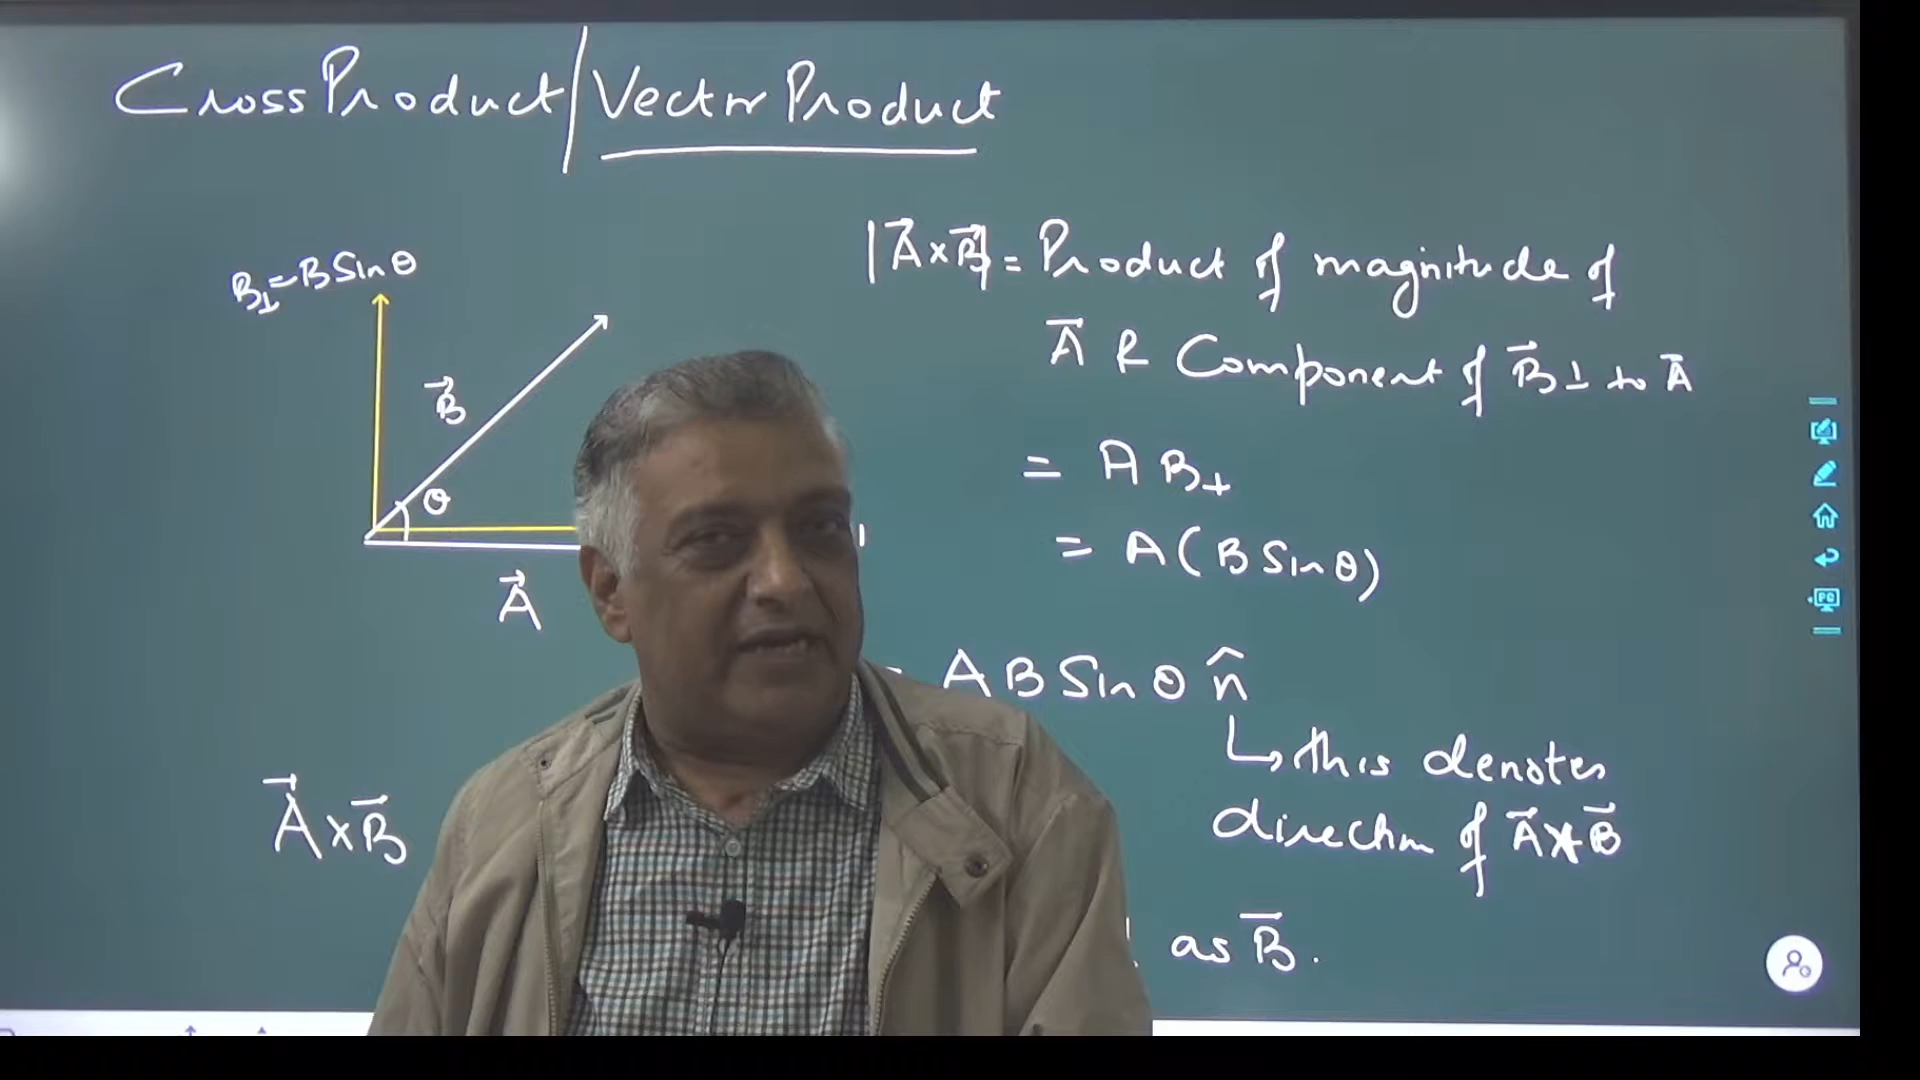 Cross Product/Vector Product
B⊥=B Sin θ
B⃗
θ
A⃗
|A⃗×B⃗| = Product of magnitude of
A⃗ & Component of B⃗ ⊥ to A⃗
= A B⊥
= A(B Sin θ)
A B Sin θ n̂
↳ this denotes
direction of A⃗×B⃗
A⃗×B⃗
as B⃗.
PC